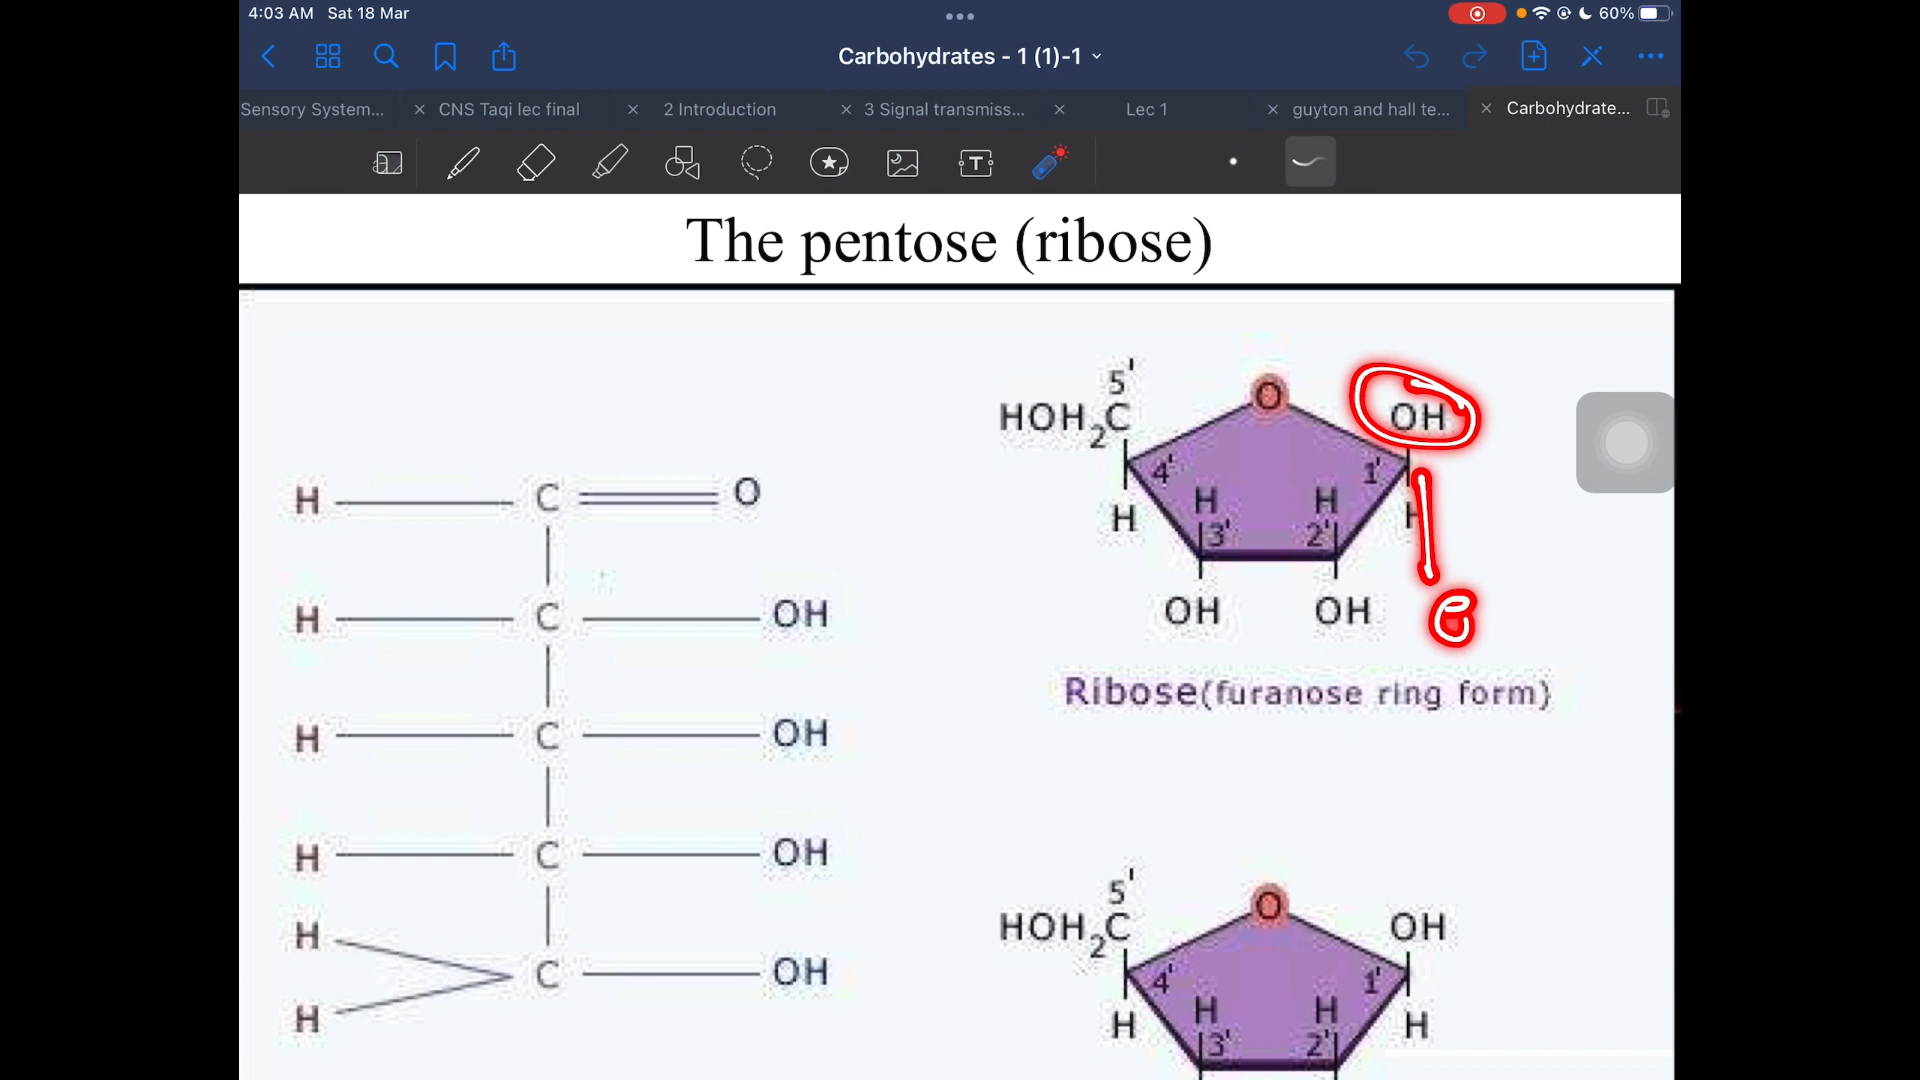 4:03 AM Sat 18 Mar
60%
Carbohydrates - 1 (1)-1
Sensory System...
CNS Taqi lec final
2 Introduction
3 Signal transmiss...
Lec 1
guyton and hall te...
Carbohydrate...
The pentose (ribose)
H C O
H C OH
H C OH
H C OH
H
C OH
H
5'
HOH2C O OH
4' 1'
H H H H
3' 2'
OH OH
Ribose(furanose ring form)
5'
HOH2C O OH
4' 1'
H H H H
3' 2'